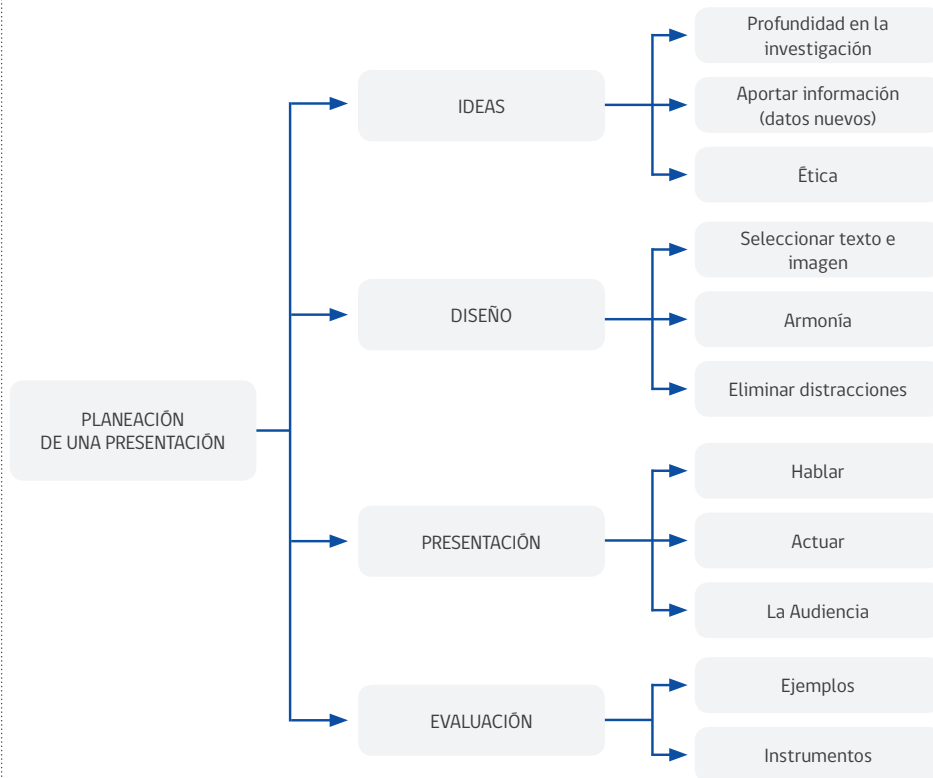 PLANEACIÓN
DE UNA PRESENTACIÓN
IDEAS
Profundidad en la
investigación
Aportar información
(datos nuevos)
Ética
DISEÑO
Seleccionar texto e
imagen
Armonía
Eliminar distracciones
PRESENTACIÓN
Hablar
Actuar
La Audiencia
EVALUACIÓN
Ejemplos
Instrumentos